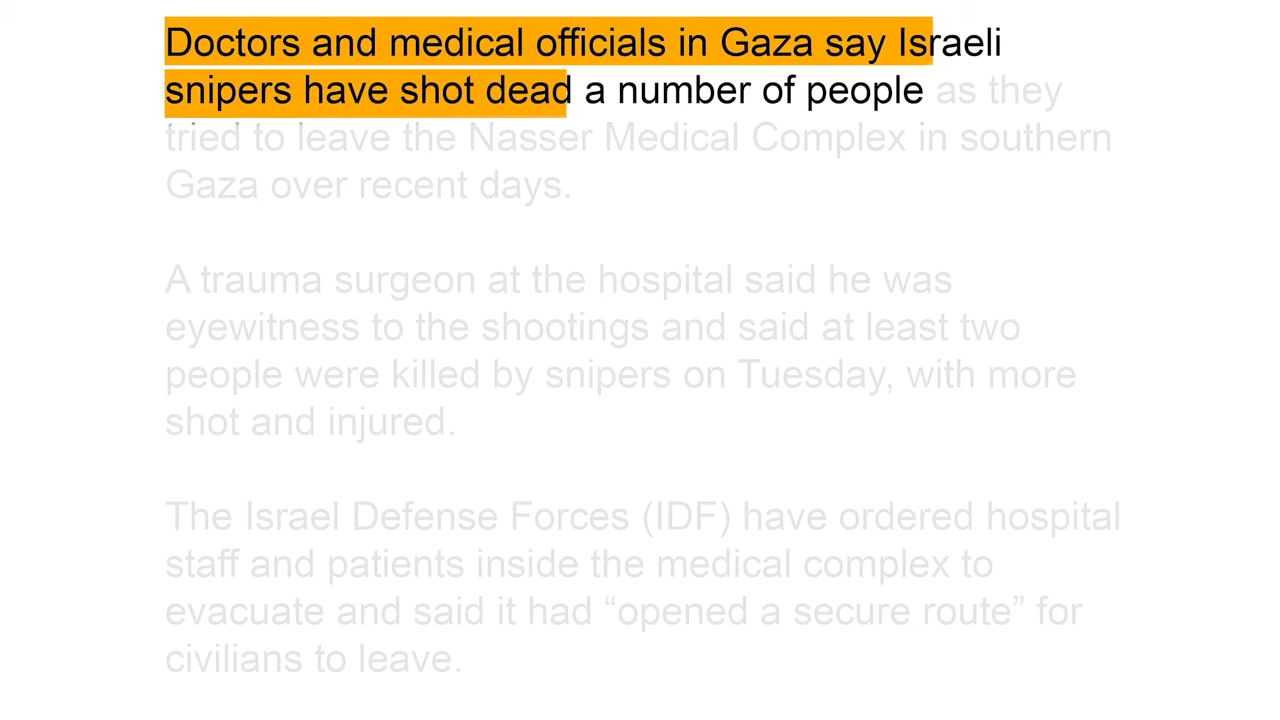 Doctors and medical officials in Gaza say Israeli
snipers have shot dead a number of people as they
tried to leave the Nasser Medical Complex in southern
Gaza over recent days.
A trauma surgeon at the hospital said he was
eyewitness to the shootings and said at least two
people were killed by snipers on Tuesday, with more
shot and injured.
The Israel Defense Forces (IDF) have ordered hospital
staff and patients inside the medical complex to
evacuate and said it had “opened a secure route” for
civilians to leave.